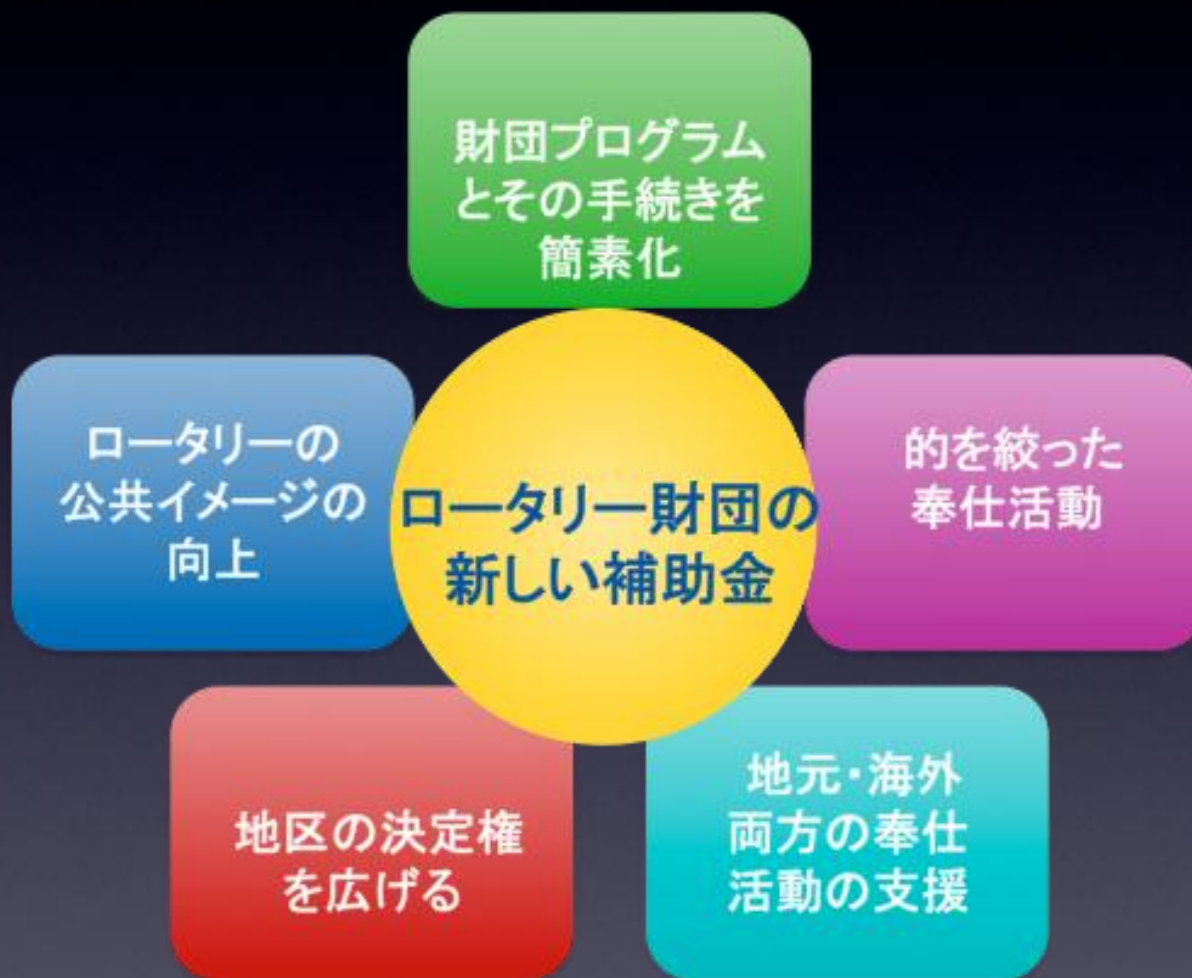 財団プログラム
とその手続きを
簡素化
ロータリーの
公共イメージの
向上
ロータリー財団の
新しい補助金
的を絞った
奉仕活動
地区の決定権
を広げる
地元・海外
両方の奉仕
活動の支援